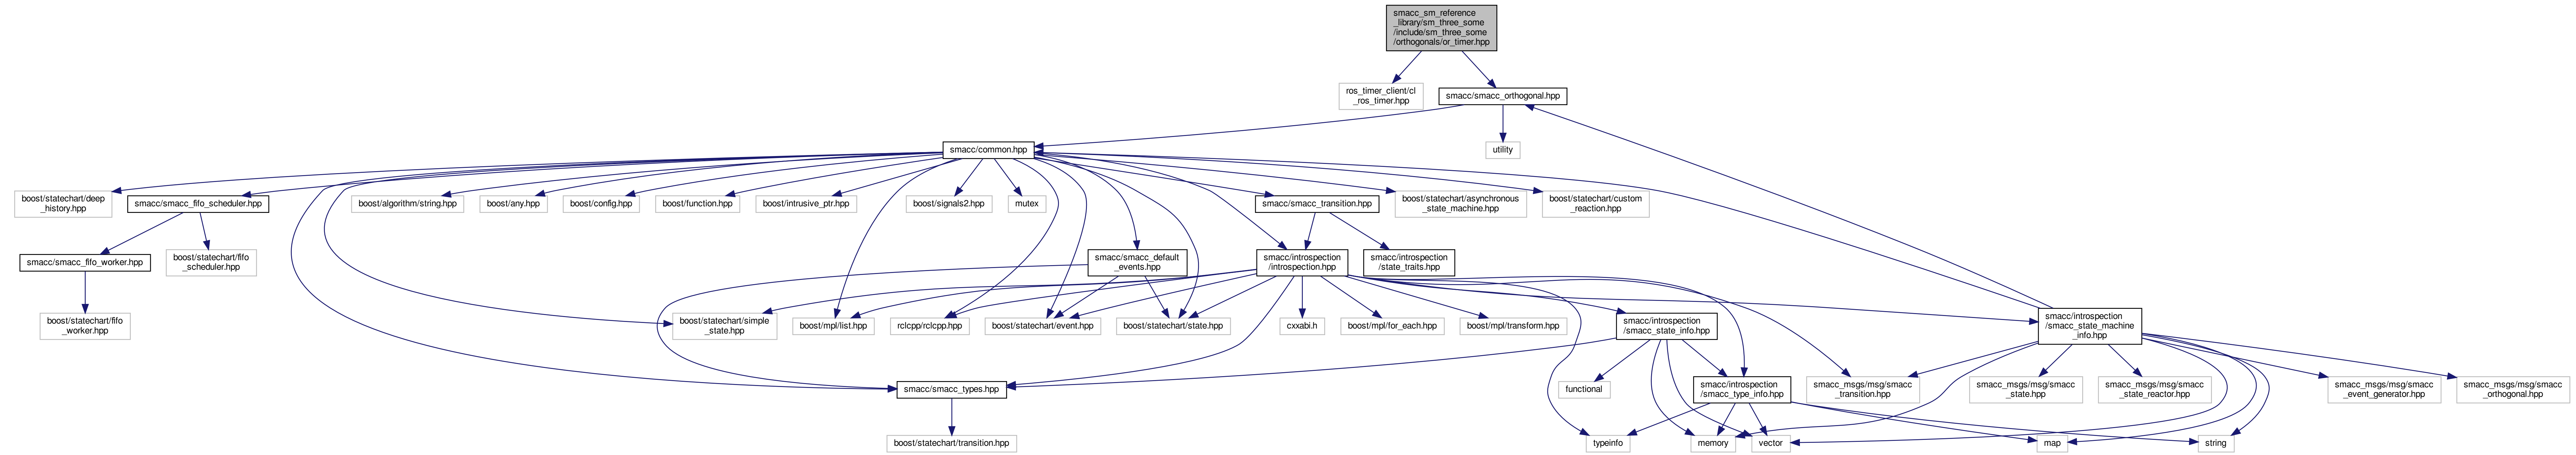 smacc_sm_reference
_library/sm_three_some
/include/sm_three_some
/orthogonals/or_timer.hpp
ros_timer_client/cl
_ros_timer.hpp
smacc/smacc_orthogonal.hpp
smacc/common.hpp
utility
boost/statechart/deep
_history.hpp
smacc/smacc_fifo_scheduler.hpp
boost/algorithm/string.hpp
boost/any.hpp
boost/config.hpp
boost/function.hpp
boost/intrusive_ptr.hpp
boost/signals2.hpp
mutex
smacc/smacc_transition.hpp
boost/statechart/asynchronous
_state_machine.hpp
boost/statechart/custom
_reaction.hpp
smacc/smacc_fifo_worker.hpp
boost/statechart/fifo
_scheduler.hpp
smacc/smacc_default
_events.hpp
smacc/introspection
/introspection.hpp
smacc/introspection
/state_traits.hpp
boost/statechart/fifo
_worker.hpp
boost/statechart/simple
_state.hpp
boost/mpl/list.hpp
rclcpp/rclcpp.hpp
boost/statechart/event.hpp
boost/statechart/state.hpp
cxxabi.h
boost/mpl/for_each.hpp
boost/mpl/transform.hpp
smacc/introspection
/smacc_state_info.hpp
smacc/introspection
/smacc_state_machine
_info.hpp
smacc/smacc_types.hpp
functional
smacc/introspection
/smacc_type_info.hpp
smacc_msgs/msg/smacc
_transition.hpp
smacc_msgs/msg/smacc
_state.hpp
smacc_msgs/msg/smacc
_state_reactor.hpp
smacc_msgs/msg/smacc
_event_generator.hpp
smacc_msgs/msg/smacc
_orthogonal.hpp
boost/statechart/transition.hpp
typeinfo
memory
vector
map
string